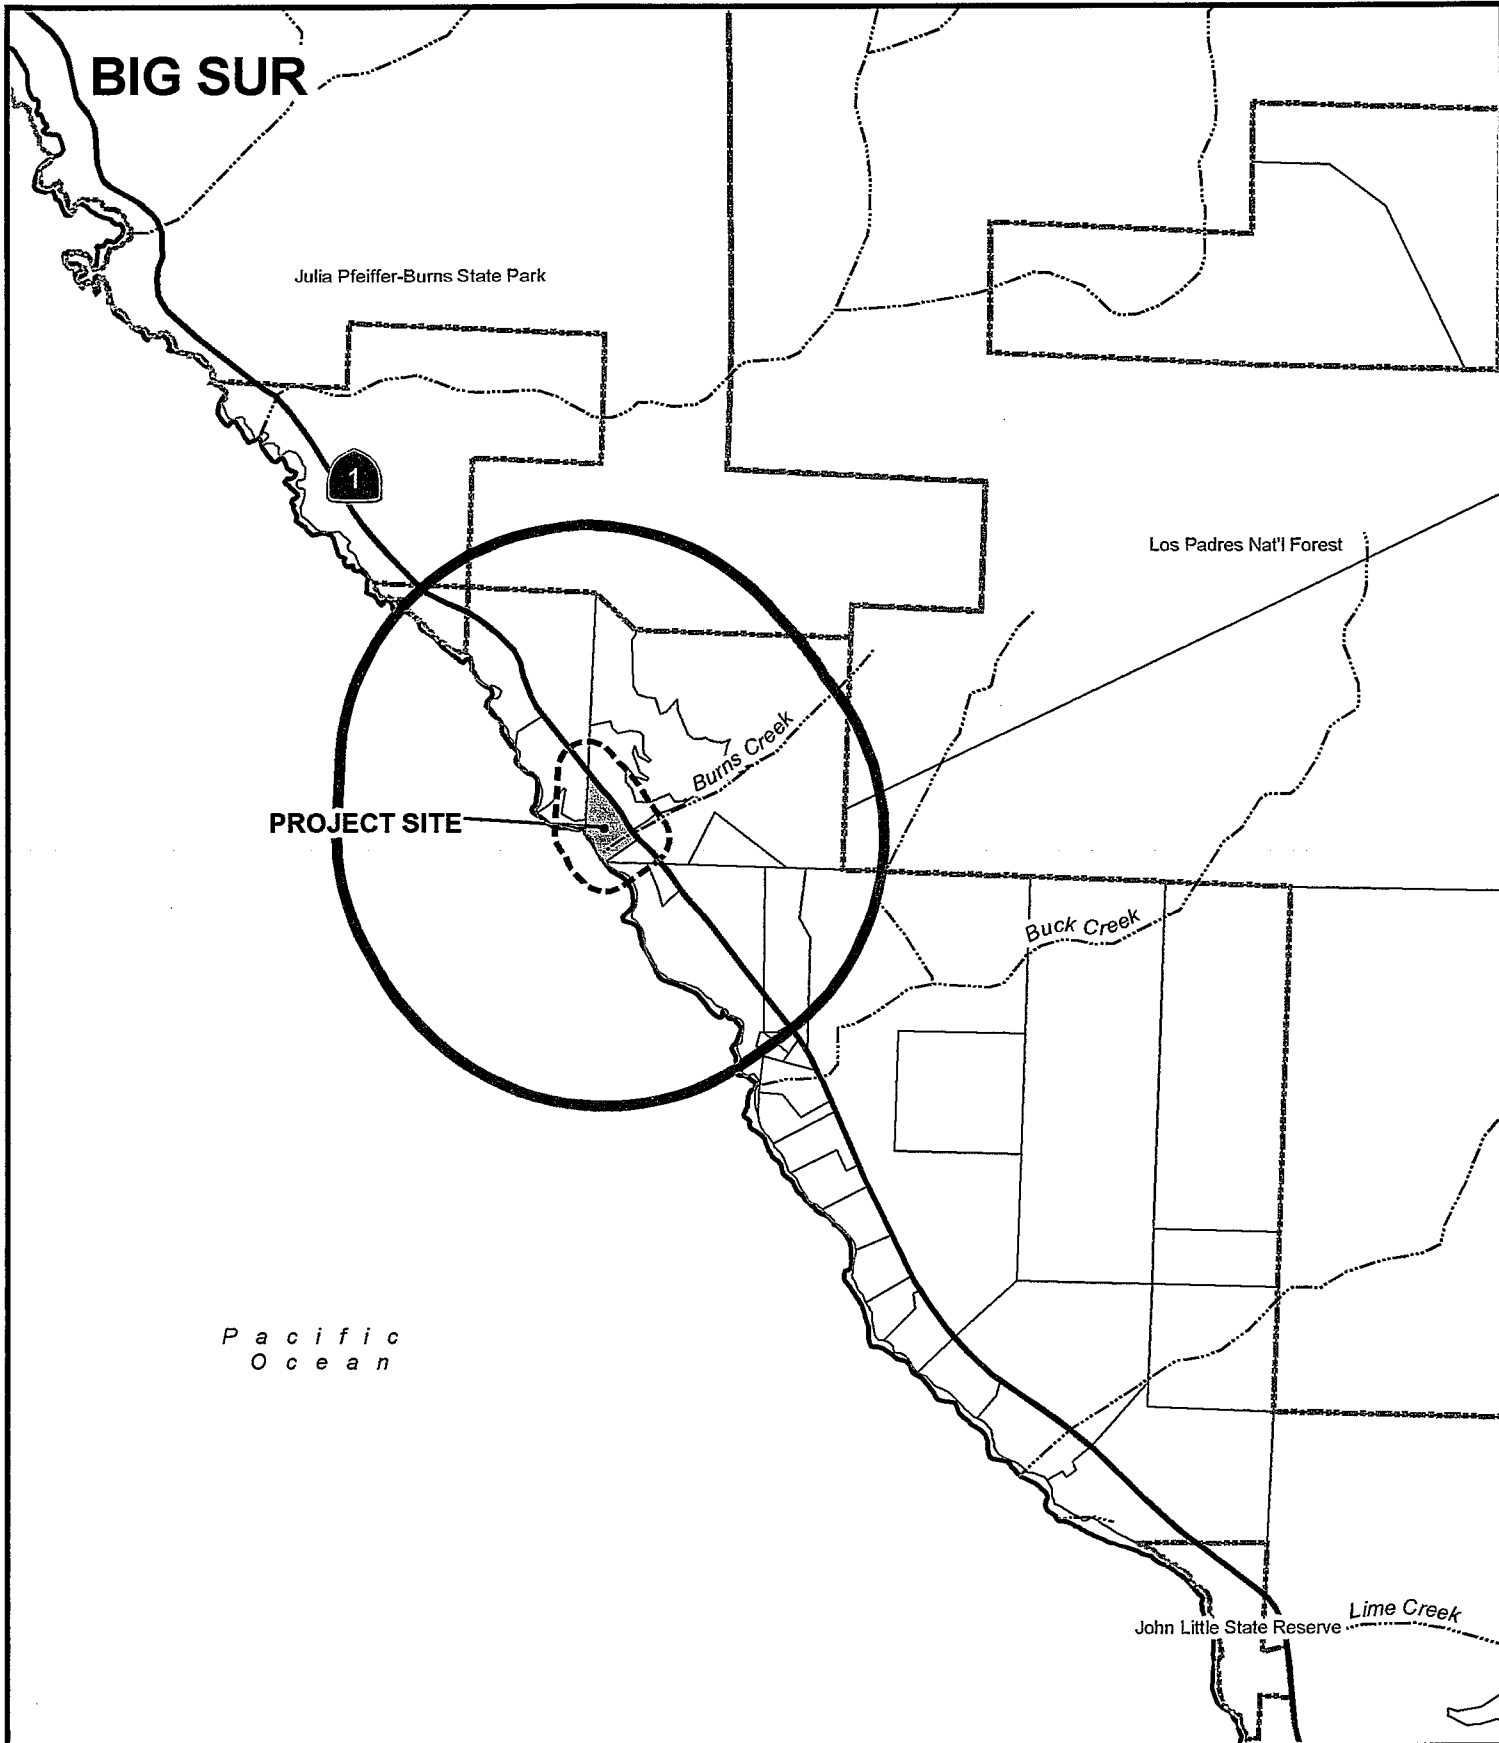 BIG SUR
Julia Pfeiffer-Burns State Park
1
Los Padres Nat'l Forest
Burns Creek
PROJECT SITE
Buck Creek
Pacific
Ocean
Lime Creek
John Little State Reserve